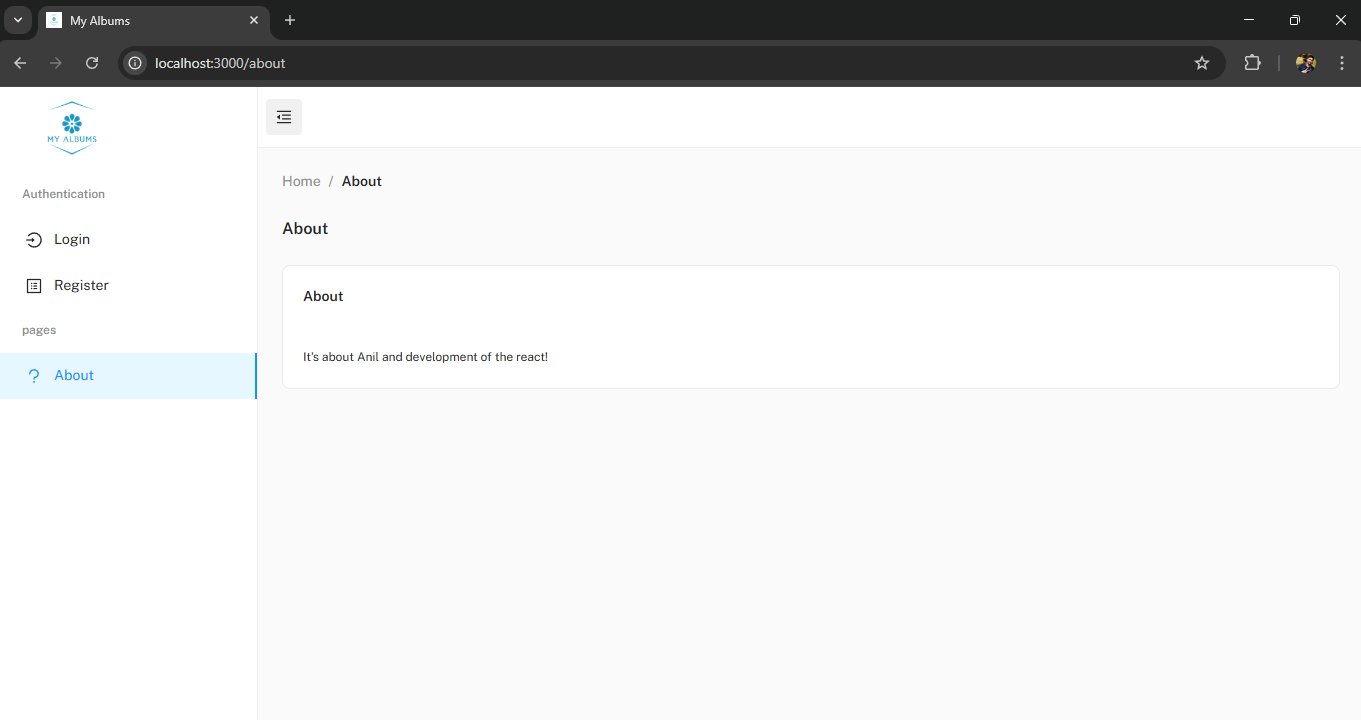 My Albums
localhost:3000/about
MY ALBUMS
Authentication
Login
Register
pages
About
Home / About
About
About
It's about Anil and development of the react!